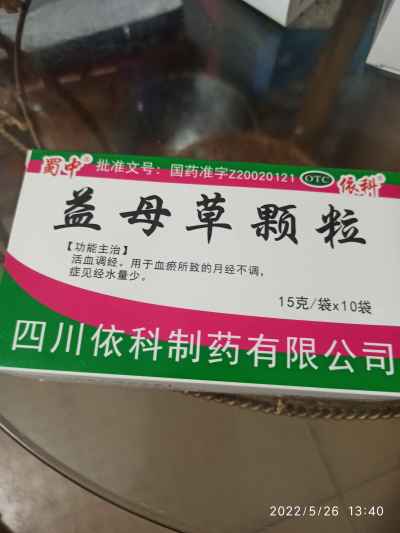 蜀中® 批准文号：国药准字Z20020121 OTC 依科®
益母草颗粒
【功能主治】
活血调经。用于血瘀所致的月经不调，
症见经水量少。
15克/袋x10袋
四川依科制药有限公司
2022/5/26 13:40